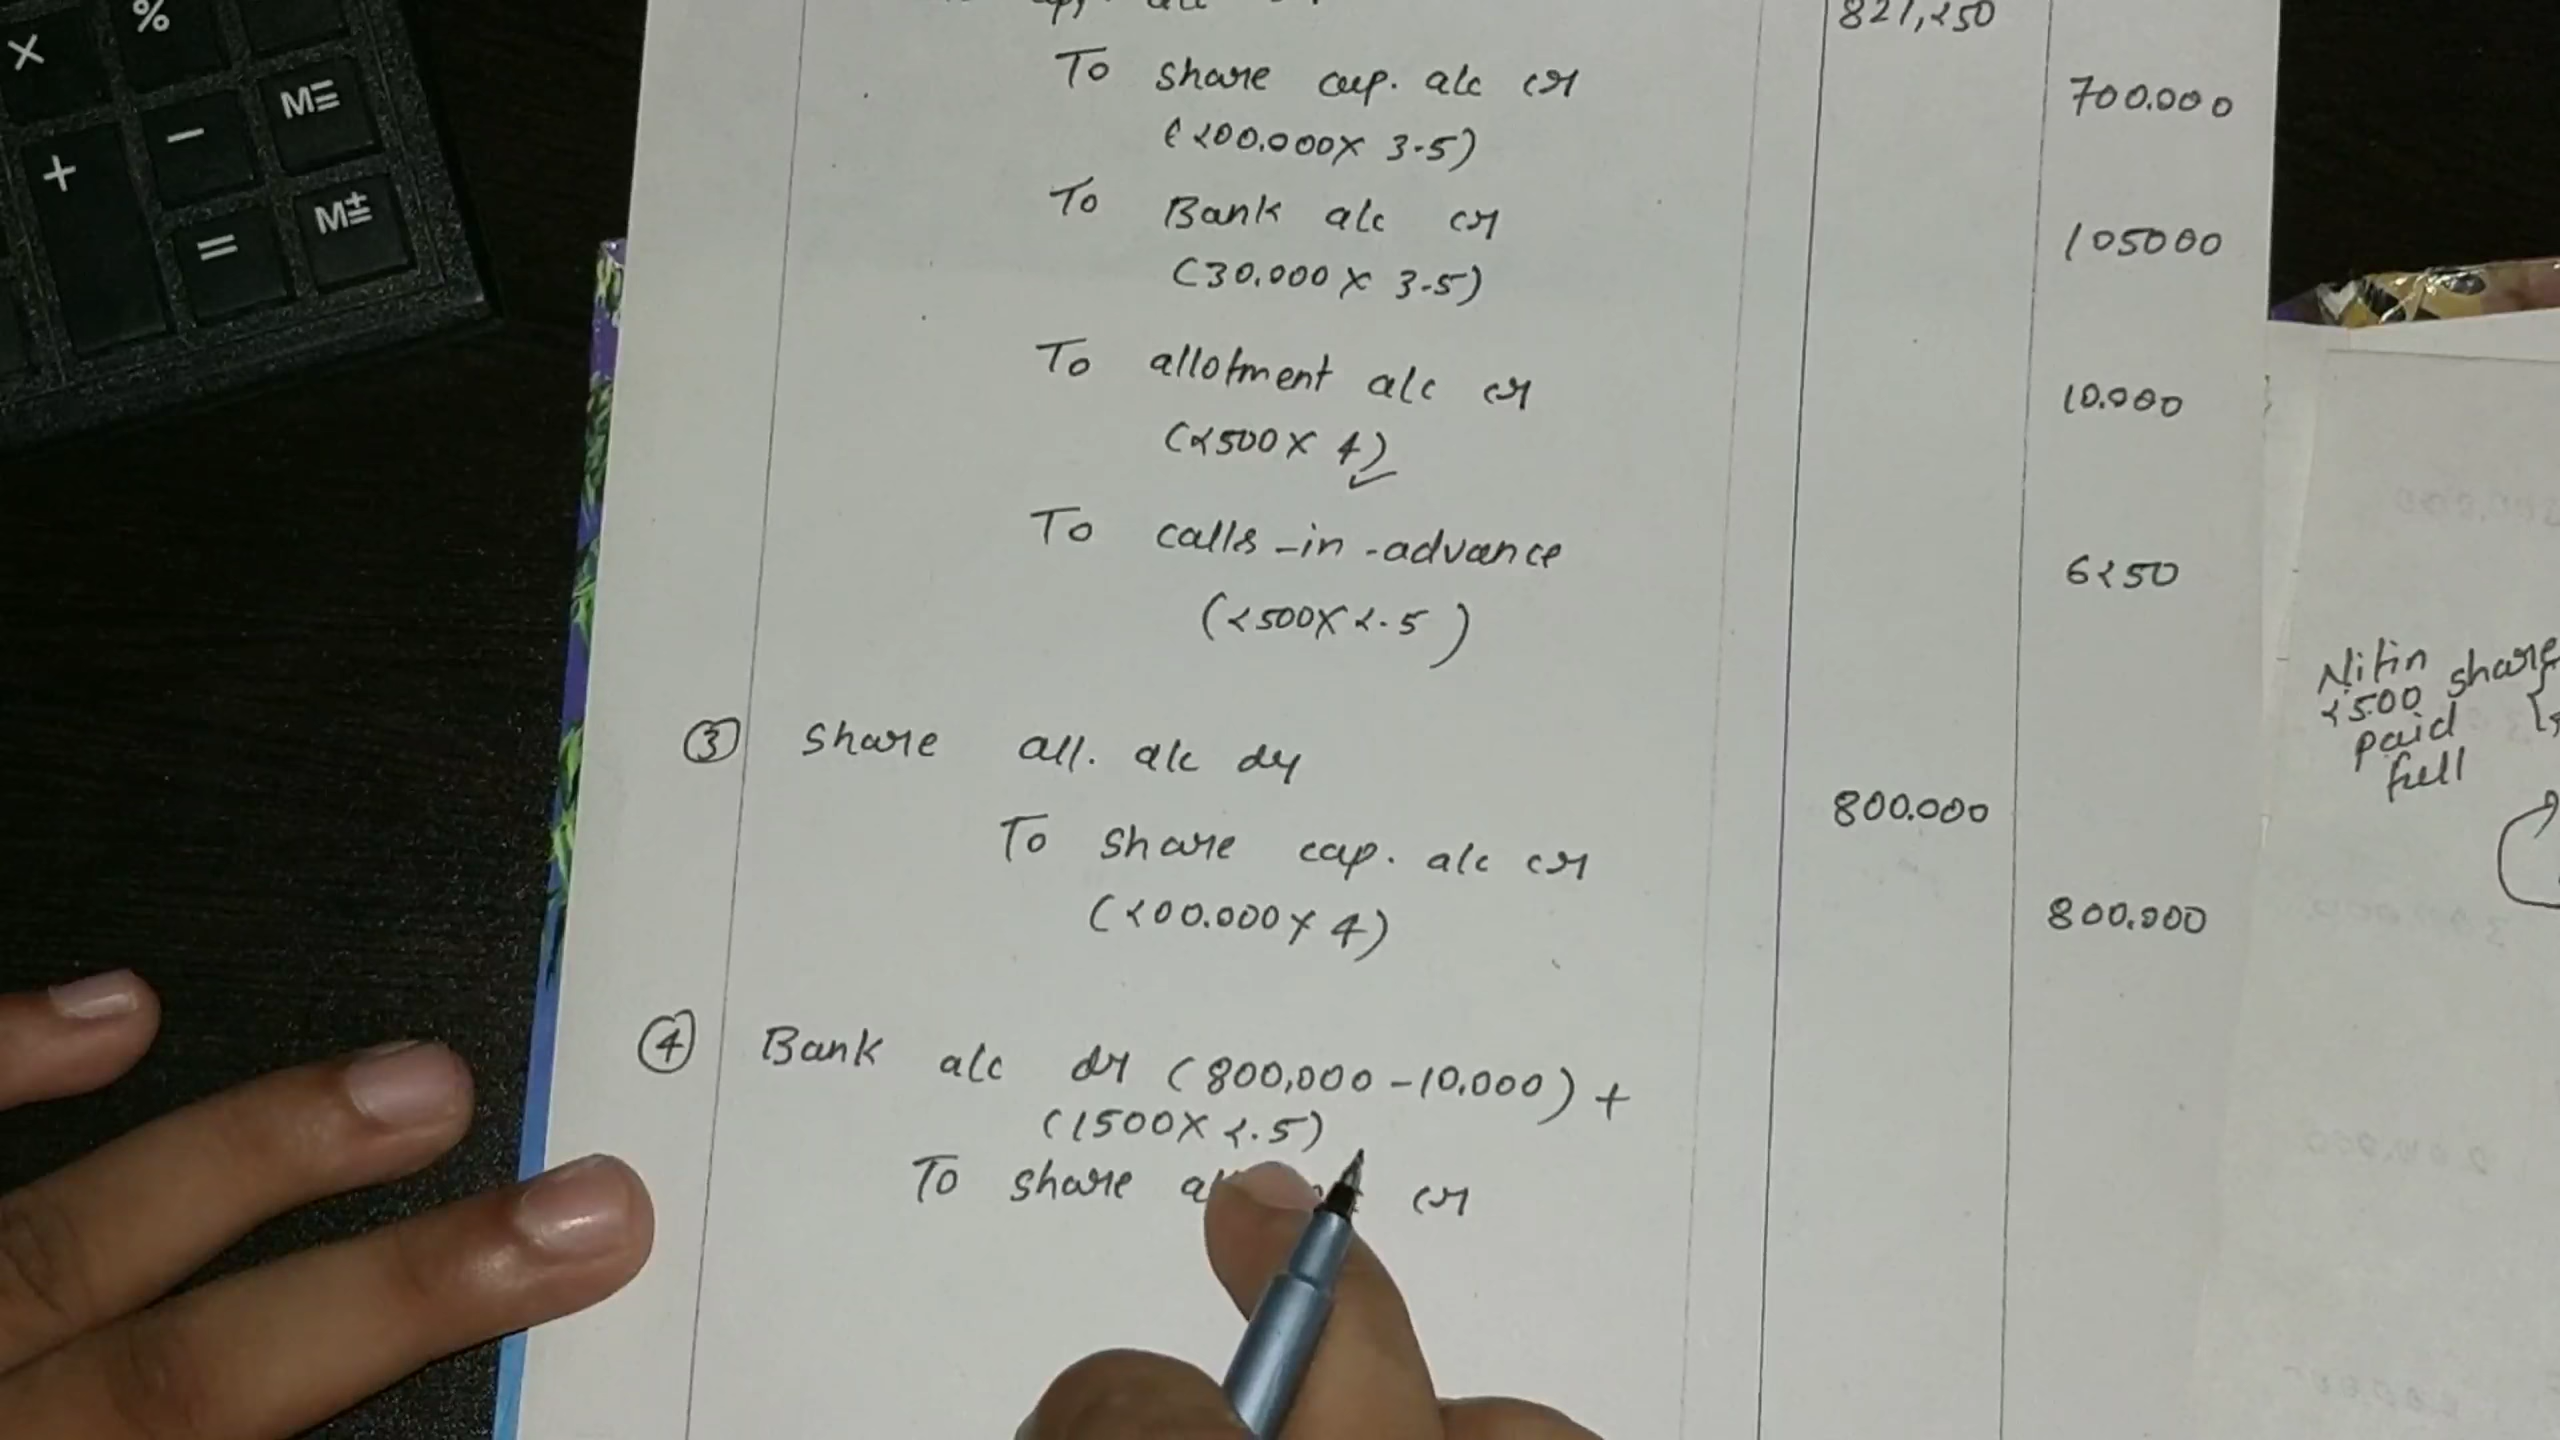 × %
821,250
To share cap. a/c cr 700.000
(200.000 × 3.5)
+ − M=
To Bank a/c cr 105000
(30.000 × 3.5)
= M±
To allotment a/c cr 10.000
(2500 × 4)
To calls-in-advance 6250
(2500 × 2.5)
Nitin
2500 share
paid
full
③ share all. a/c dr 800.000
To share cap. a/c cr 800.000
(200.000 × 4)
④ Bank a/c dr (800,000 - 10.000) +
(1500 × 2.5)
To share cr